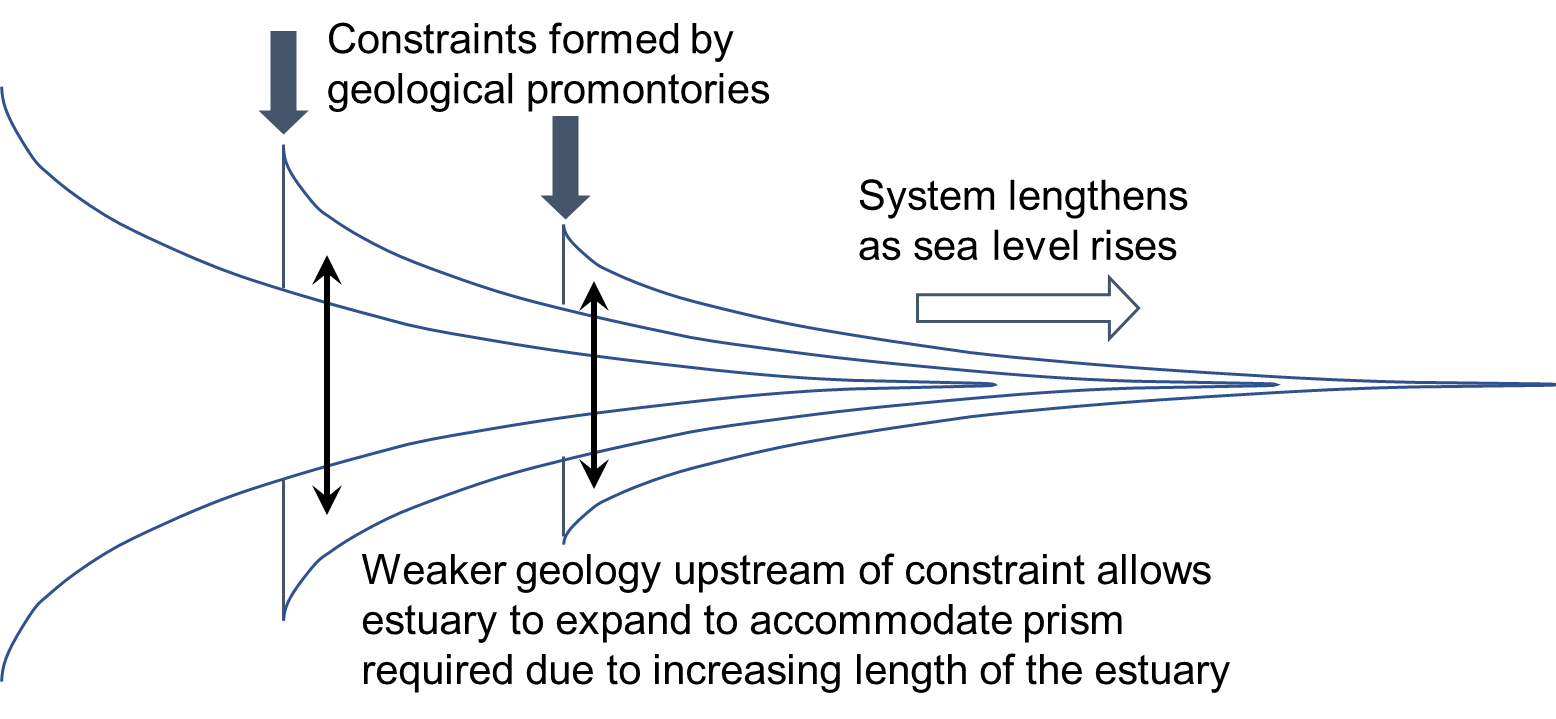 Constraints formed by
geological promontories
System lengthens
as sea level rises
Weaker geology upstream of constraint allows
estuary to expand to accommodate prism
required due to increasing length of the estuary